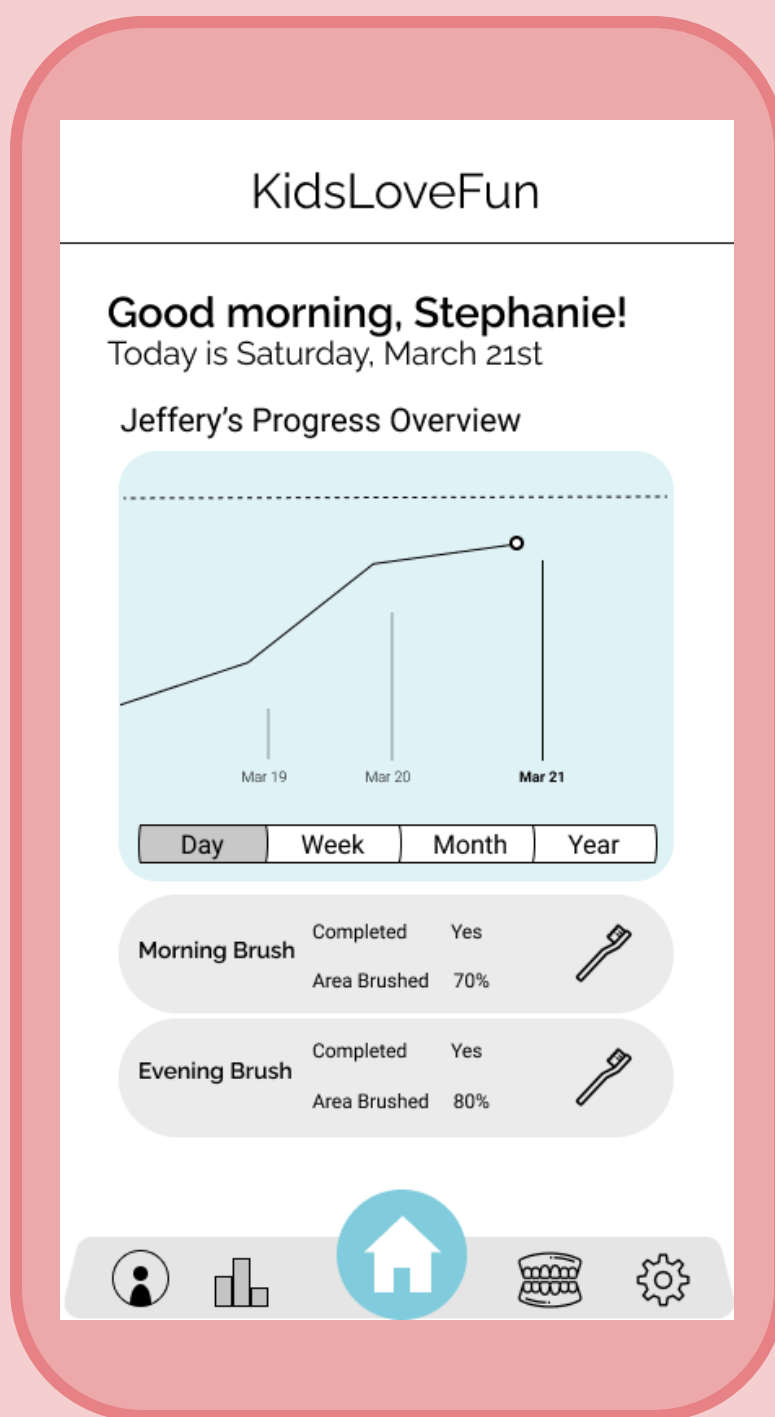 KidsLoveFun
Good morning, Stephanie!
Today is Saturday, March 21st
Jeffery's Progress Overview
Mar 19 Mar 20 Mar 21
Day Week Month Year
Morning Brush
Completed Yes
Area Brushed 70%
Evening Brush
Completed Yes
Area Brushed 80%